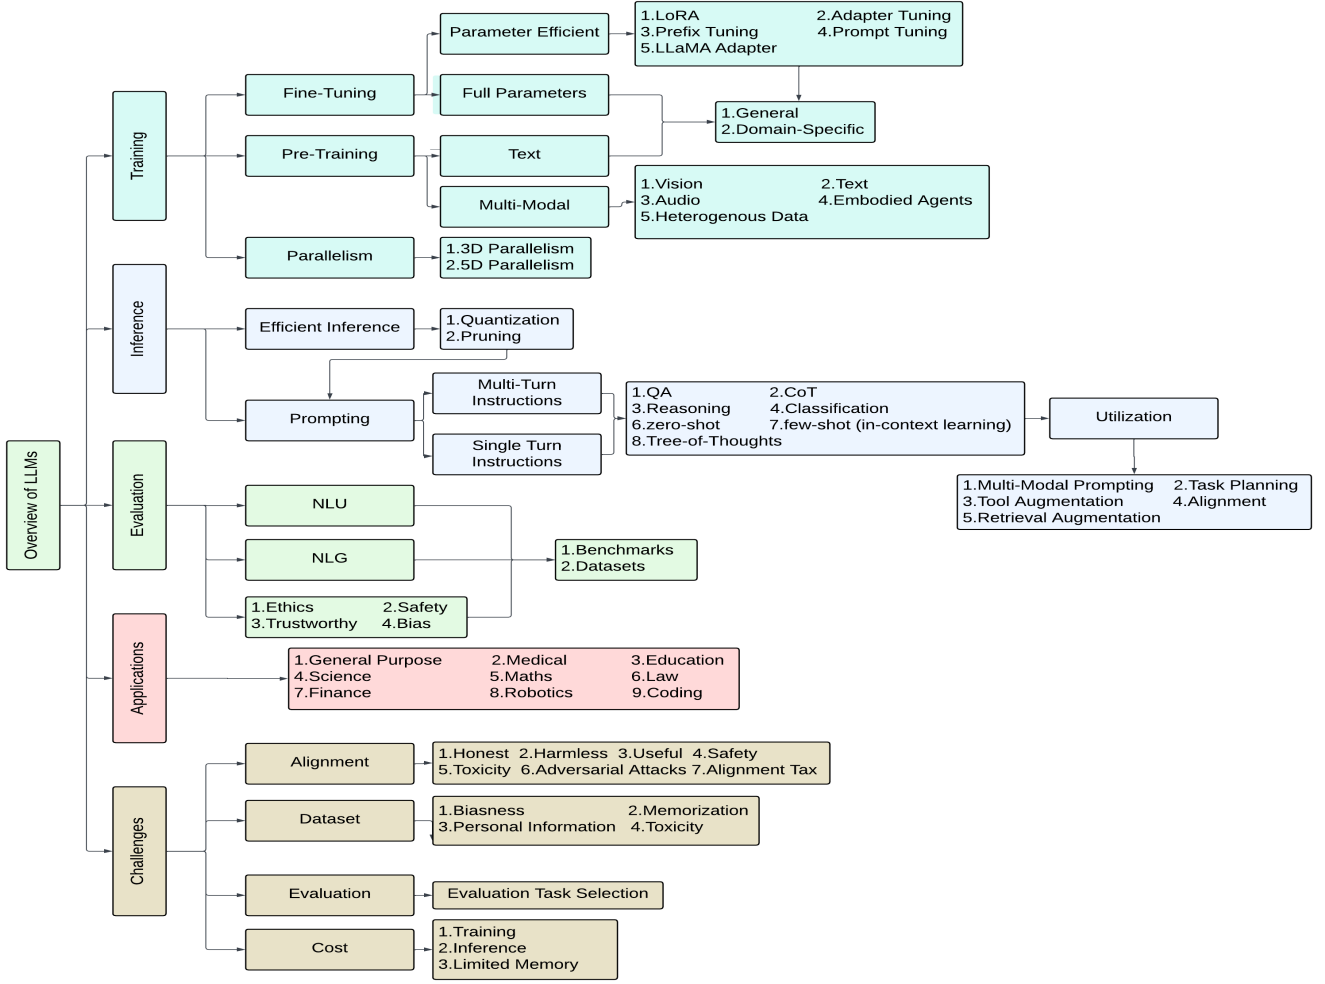 Overview of LLMs
Training
Fine-Tuning
Parameter Efficient
1.LoRA 2.Adapter Tuning
3.Prefix Tuning 4.Prompt Tuning
5.LLaMA Adapter
Full Parameters
1.General
2.Domain-Specific
Pre-Training
Text
Multi-Modal
1.Vision 2.Text
3.Audio 4.Embodied Agents
5.Heterogenous Data
Parallelism
1.3D Parallelism
2.5D Parallelism
Inference
Efficient Inference
1.Quantization
2.Pruning
Prompting
Multi-Turn
Instructions
Single Turn
Instructions
1.QA 2.CoT
3.Reasoning 4.Classification
6.zero-shot 7.few-shot (in-context learning)
8.Tree-of-Thoughts
Utilization
1.Multi-Modal Prompting 2.Task Planning
3.Tool Augmentation 4.Alignment
5.Retrieval Augmentation
Evaluation
NLU
NLG
1.Ethics 2.Safety
3.Trustworthy 4.Bias
1.Benchmarks
2.Datasets
Applications
1.General Purpose 2.Medical 3.Education
4.Science 5.Maths 6.Law
7.Finance 8.Robotics 9.Coding
Challenges
Alignment
1.Honest 2.Harmless 3.Useful 4.Safety
5.Toxicity 6.Adversarial Attacks 7.Alignment Tax
Dataset
1.Biasness 2.Memorization
3.Personal Information 4.Toxicity
Evaluation
Evaluation Task Selection
Cost
1.Training
2.Inference
3.Limited Memory